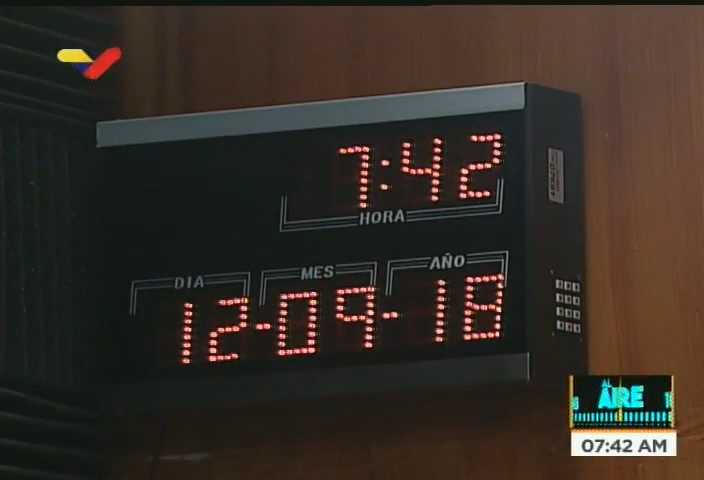 7:42
HORA
DIA MES AÑO
12-09-18
AL
AIRE
07:42 AM